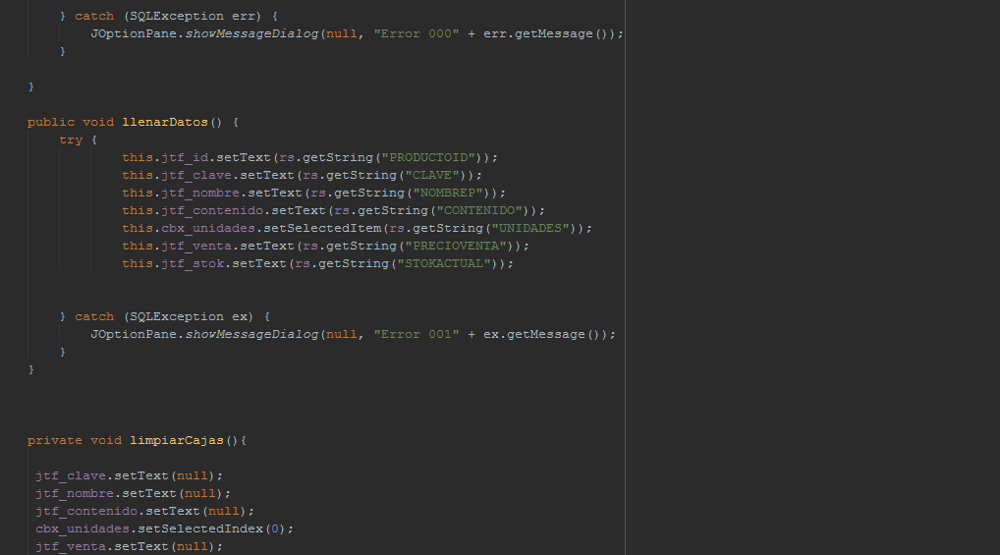 } catch (SQLException err) {
JOptionPane.showMessageDialog(null, "Error 000" + err.getMessage());
}
}
public void llenarDatos() {
try {
this.jtf_id.setText(rs.getString("PRODUCTOID"));
this.jtf_clave.setText(rs.getString("CLAVE"));
this.jtf_nombre.setText(rs.getString("NOMBREP"));
this.jtf_contenido.setText(rs.getString("CONTENIDO"));
this.cbx_unidades.setSelectedItem(rs.getString("UNIDADES"));
this.jtf_venta.setText(rs.getString("PRECIOVENTA"));
this.jtf_stok.setText(rs.getString("STOKACTUAL"));
} catch (SQLException ex) {
JOptionPane.showMessageDialog(null, "Error 001" + ex.getMessage());
}
}
private void limpiarCajas(){
jtf_clave.setText(null);
jtf_nombre.setText(null);
jtf_contenido.setText(null);
cbx_unidades.setSelectedIndex(0);
jtf_venta.setText(null);